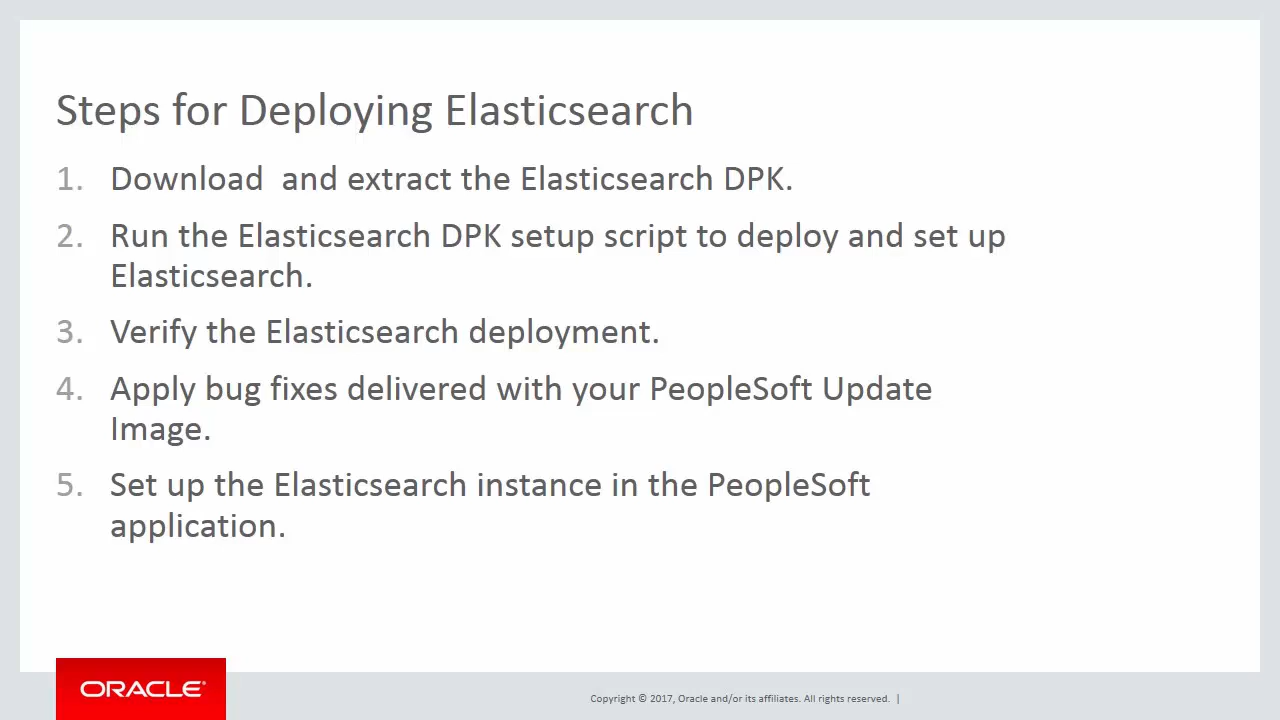 Steps for Deploying Elasticsearch
1. Download  and extract the Elasticsearch DPK.
2. Run the Elasticsearch DPK setup script to deploy and set up
Elasticsearch.
3. Verify the Elasticsearch deployment.
4. Apply bug fixes delivered with your PeopleSoft Update
Image.
5. Set up the Elasticsearch instance in the PeopleSoft
application.
ORACLE®
Copyright © 2017, Oracle and/or its affiliates. All rights reserved. |